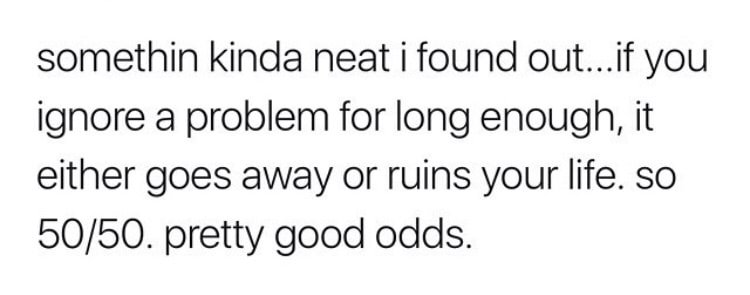 somethin kinda neat i found out...if you
ignore a problem for long enough, it
either goes away or ruins your life. so
50/50. pretty good odds.